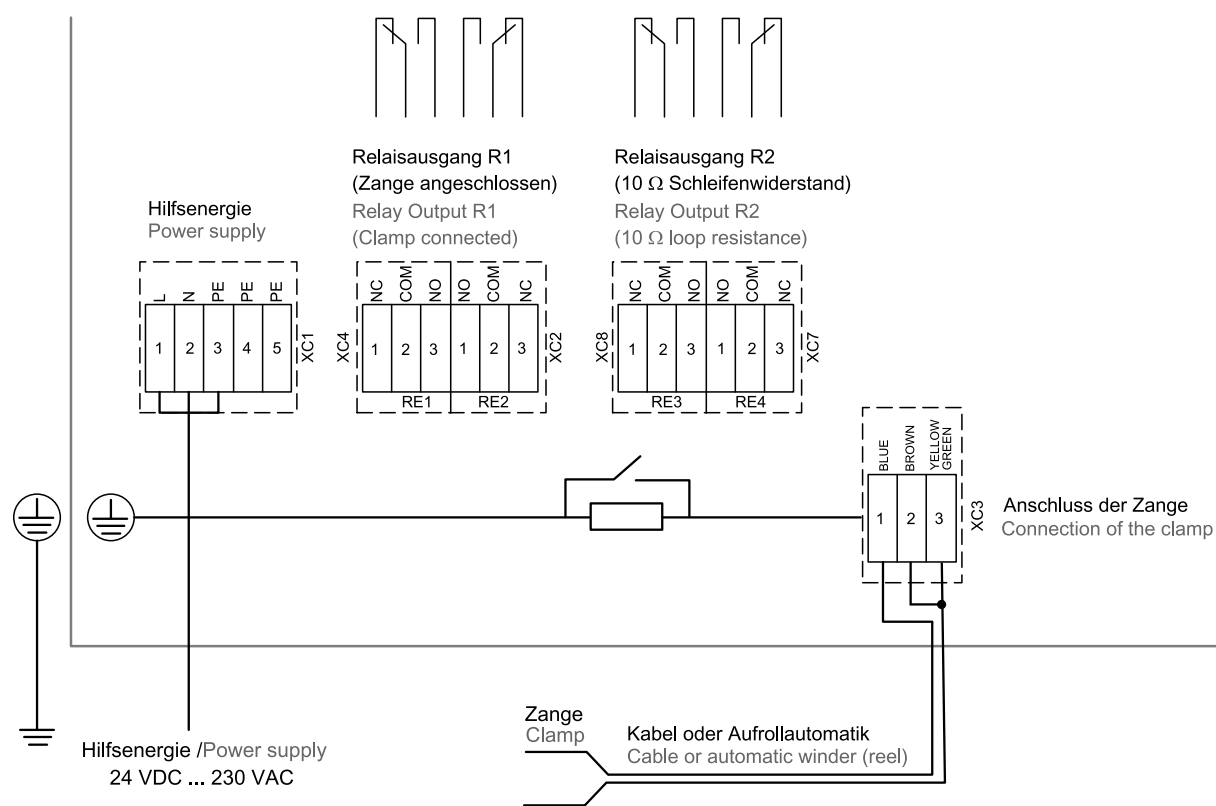 Relaisausgang R1
(Zange angeschlossen)
Relay Output R1
(Clamp connected)
Relaisausgang R2
(10 Ω Schleifenwiderstand)
Relay Output R2
(10 Ω loop resistance)
Hilfsenergie
Power supply
L N PE PE PE
1 2 3 4 5
XC1
XC4
NC COM NO NO COM NC
1 2 3 1 2 3
RE1 RE2
XC2
XC8
NC COM NO NO COM NC
1 2 3 1 2 3
RE3 RE4
XC7
BLUE
BROWN
YELLOW
GREEN
1 2 3
XC3
Anschluss der Zange
Connection of the clamp
Hilfsenergie /Power supply
24 VDC ... 230 VAC
Zange
Clamp
Kabel oder Aufrollautomatik
Cable or automatic winder (reel)